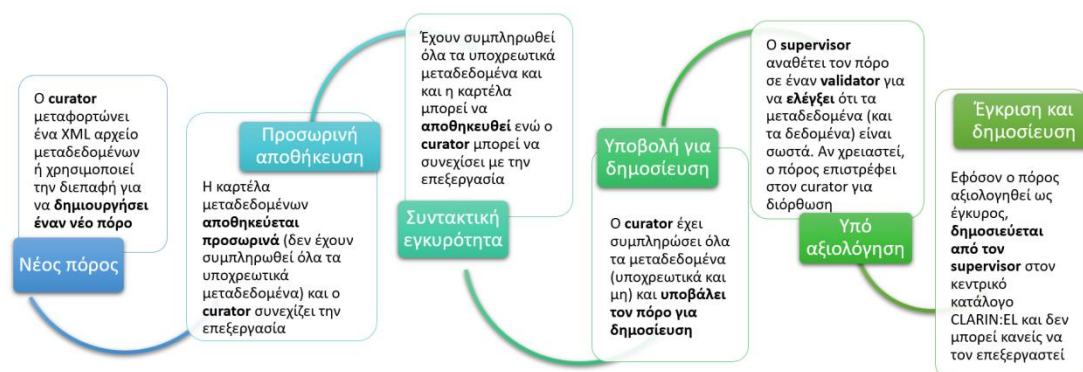 Ο curator
μεταφορτώνει
ένα XML αρχείο
μεταδεδομένων
ή χρησιμοποιεί
την διεπαφή για
να δημιουργήσει
έναν νέο πόρο
Νέος πόρος
Προσωρινή
αποθήκευση
Η καρτέλα
μεταδεδομένων
αποθηκεύεται
προσωρινά (δεν έχουν
συμπληρωθεί όλα τα
υποχρεωτικά
μεταδεδομένα) και ο
curator συνεχίζει την
επεξεργασία
Έχουν συμπληρωθεί
όλα τα υποχρεωτικά
μεταδεδομένα και
και η καρτέλα
μπορεί να
αποθηκευθεί ενώ ο
curator μπορεί να
συνεχίσει με την
επεξεργασία
Συντακτική
εγκυρότητα
Υποβολή για
δημοσίευση
Ο curator έχει
συμπληρώσει όλα
τα μεταδεδομένα
(υποχρεωτικά και
μη) και υποβάλει
τον πόρο για
δημοσίευση
Ο supervisor
αναθέτει τον πόρο
σε έναν validator για
να ελέγξει ότι τα
μεταδεδομένα (και
τα δεδομένα) είναι
σωστά. Αν χρειαστεί,
ο πόρος επιστρέφει
στον curator για
διόρθωση
Υπό
αξιολόγηση
Έγκριση και
δημοσίευση
Εφόσον ο πόρος
αξιολογηθεί ως
έγκυρος,
δημοσιεύεται
από τον
supervisor στον
κεντρικό
κατάλογο
CLARIN:EL και δεν
μπορεί κανείς να
τον επεξεργαστεί